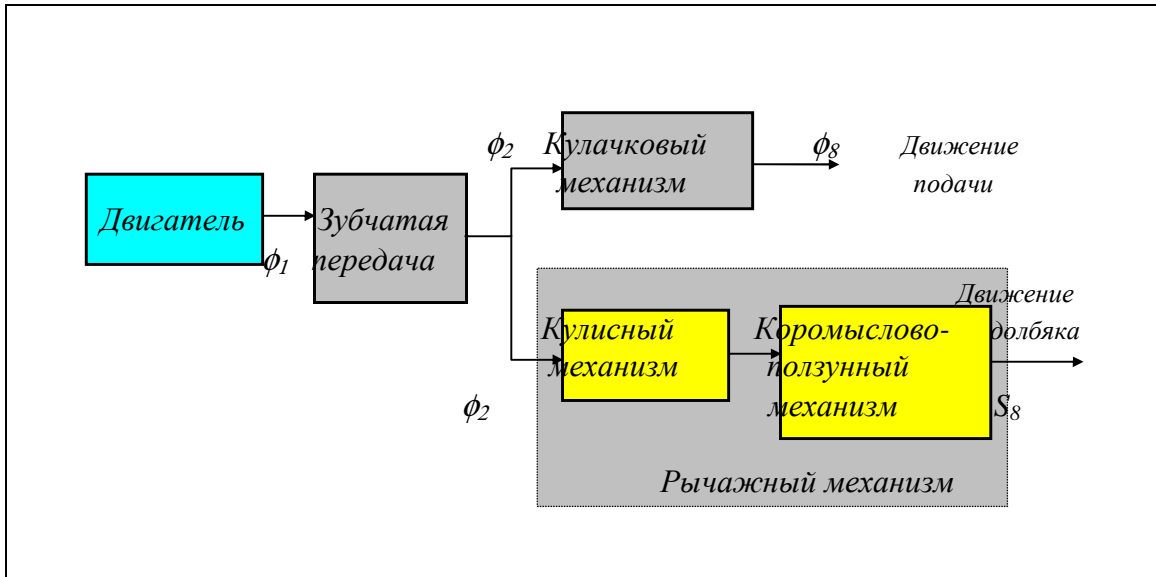 Двигатель
ϕ1
Зубчатая
передача
ϕ2
Кулачковый
механизм
ϕ8
Движение
подачи
ϕ2
Кулисный
механизм
Коромыслово-
ползунный
механизм
Движение
долбяка
S8
Рычажный механизм